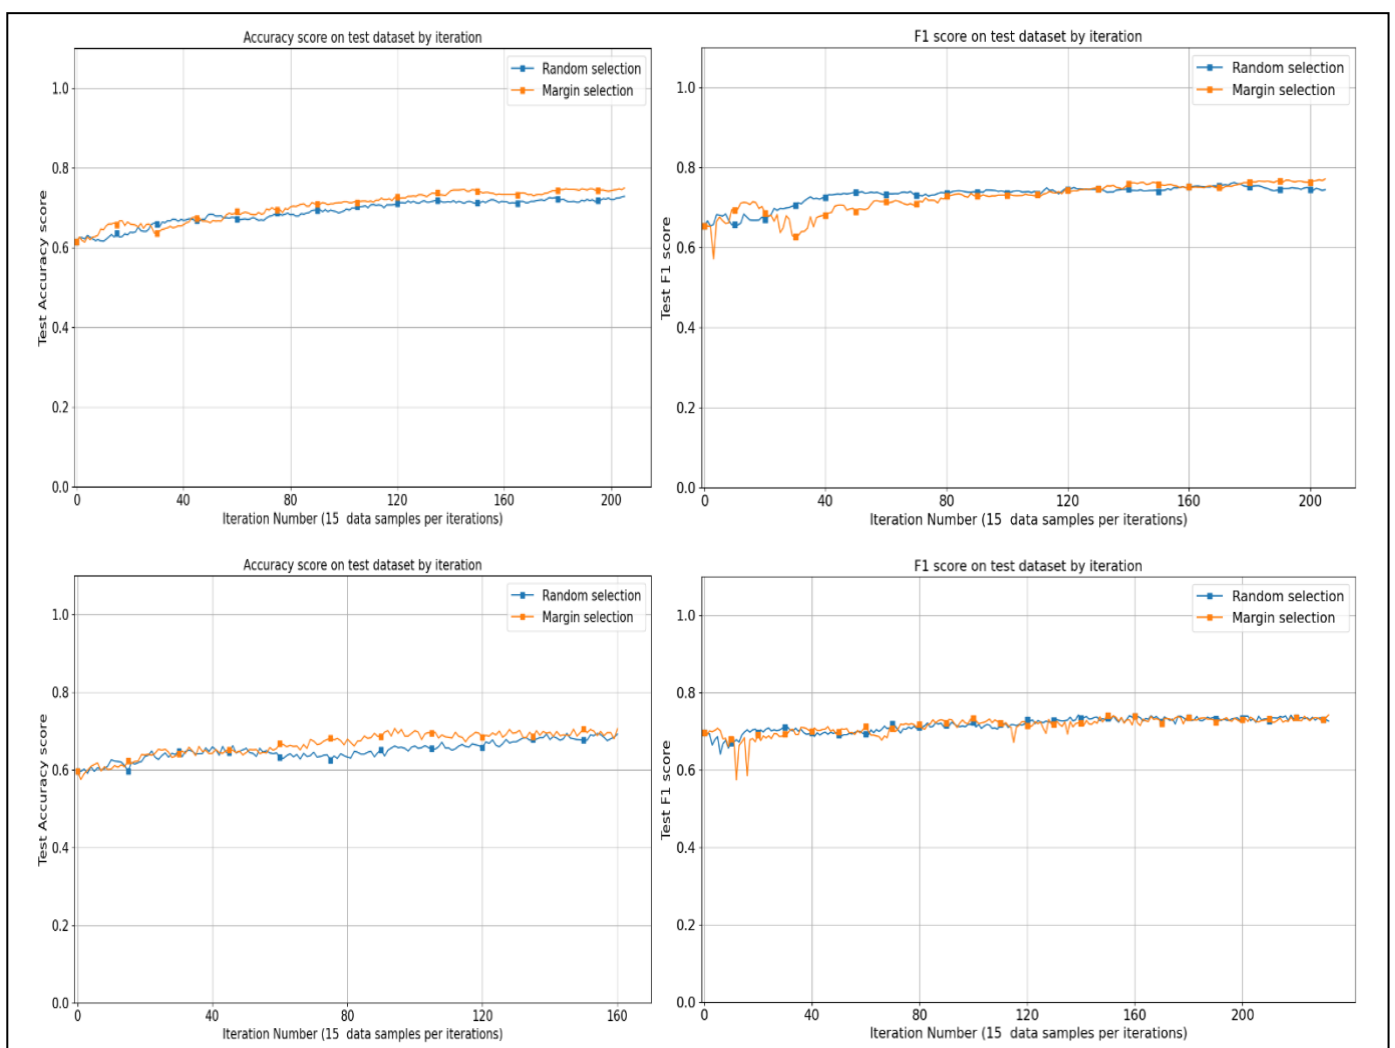 Accuracy score on test dataset by iteration
Random selection
Margin selection
1.0
0.8
0.6
0.4
0.2
0.0
Test Accuracy score
0 40 80 120 160 200
Iteration Number (15 data samples per iterations)
F1 score on test dataset by iteration
Random selection
Margin selection
1.0
0.8
0.6
0.4
0.2
0.0
Test F1 score
0 40 80 120 160 200
Iteration Number (15 data samples per iterations)
Accuracy score on test dataset by iteration
Random selection
Margin selection
1.0
0.8
0.6
0.4
0.2
0.0
Test Accuracy score
0 40 80 120 160
Iteration Number (15 data samples per iterations)
F1 score on test dataset by iteration
Random selection
Margin selection
1.0
0.8
0.6
0.4
0.2
0.0
Test F1 score
0 40 80 120 160 200
Iteration Number (15 data samples per iterations)